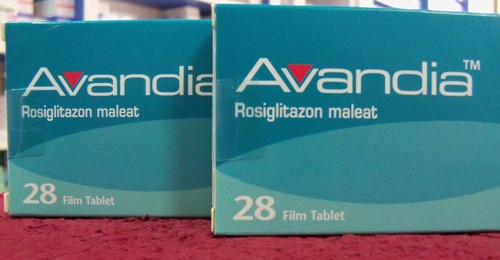 Avandia
Rosiglitazon maleat
28 Film Tablet
Avandia™
Rosiglitazon maleat
28 Film Tablet